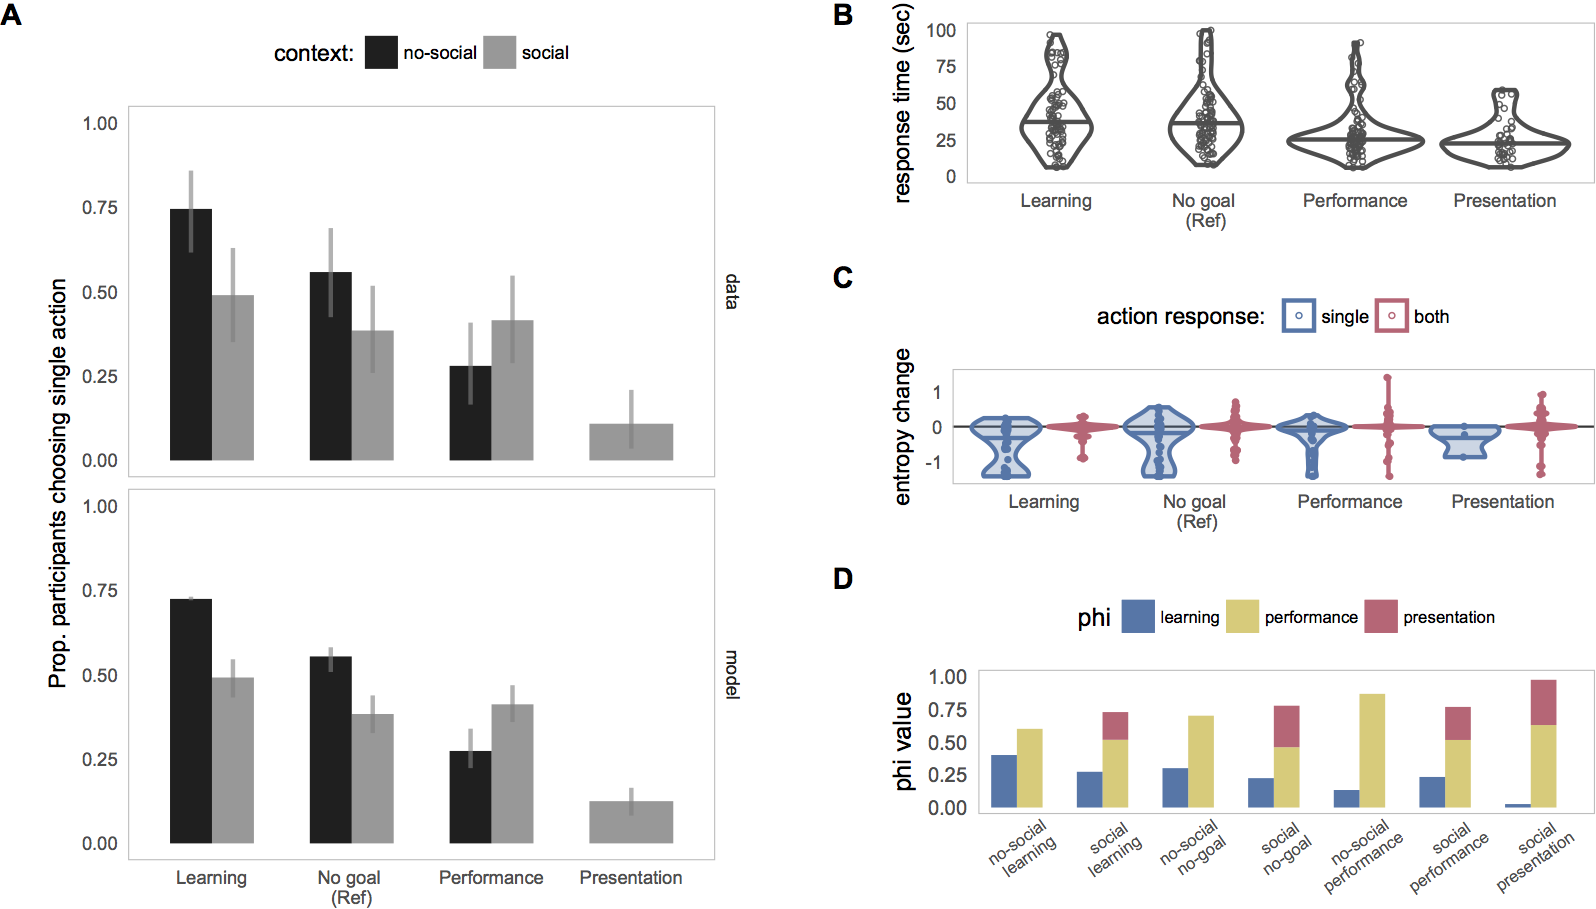 A
context: no-social social
Prop. participants choosing single action
1.00
0.75
0.50
0.25
0.00
data
1.00
0.75
0.50
0.25
0.00
model
Learning No goal (Ref) Performance Presentation
B
response time (sec)
100
75
50
25
0
Learning No goal (Ref) Performance Presentation
C
action response: single both
entropy change
1
0
-1
Learning No goal (Ref) Performance Presentation
D
phi learning performance presentation
phi value
1.00
0.75
0.50
0.25
0.00
no-social learning
social learning
no-social no-goal
social no-goal
no-social performance
social performance
social presentation